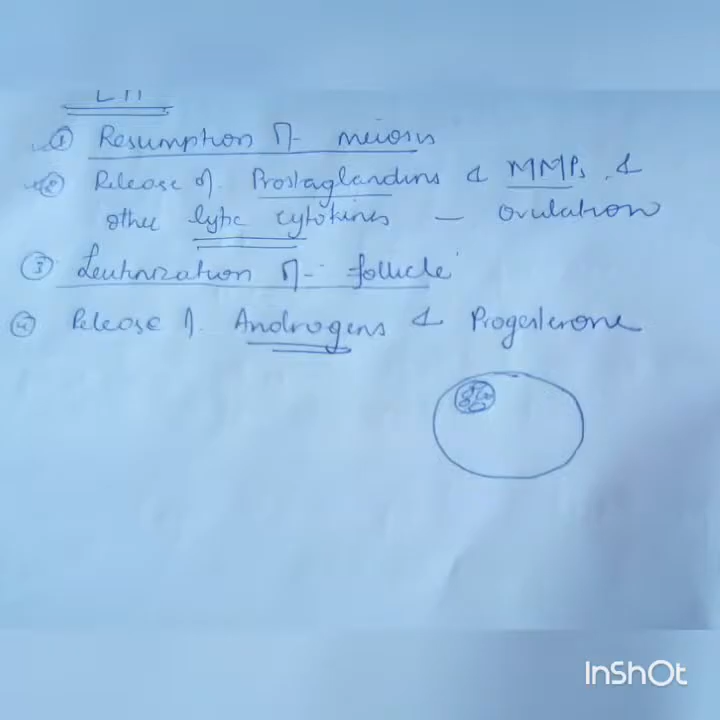 LH
① Resumption of meiosis
② Release of Prostaglandins & MMPs &
other lytic cytokines – ovulation
③ Leutinization of follicle
④ Release of Androgens & Progesterone
InShOt